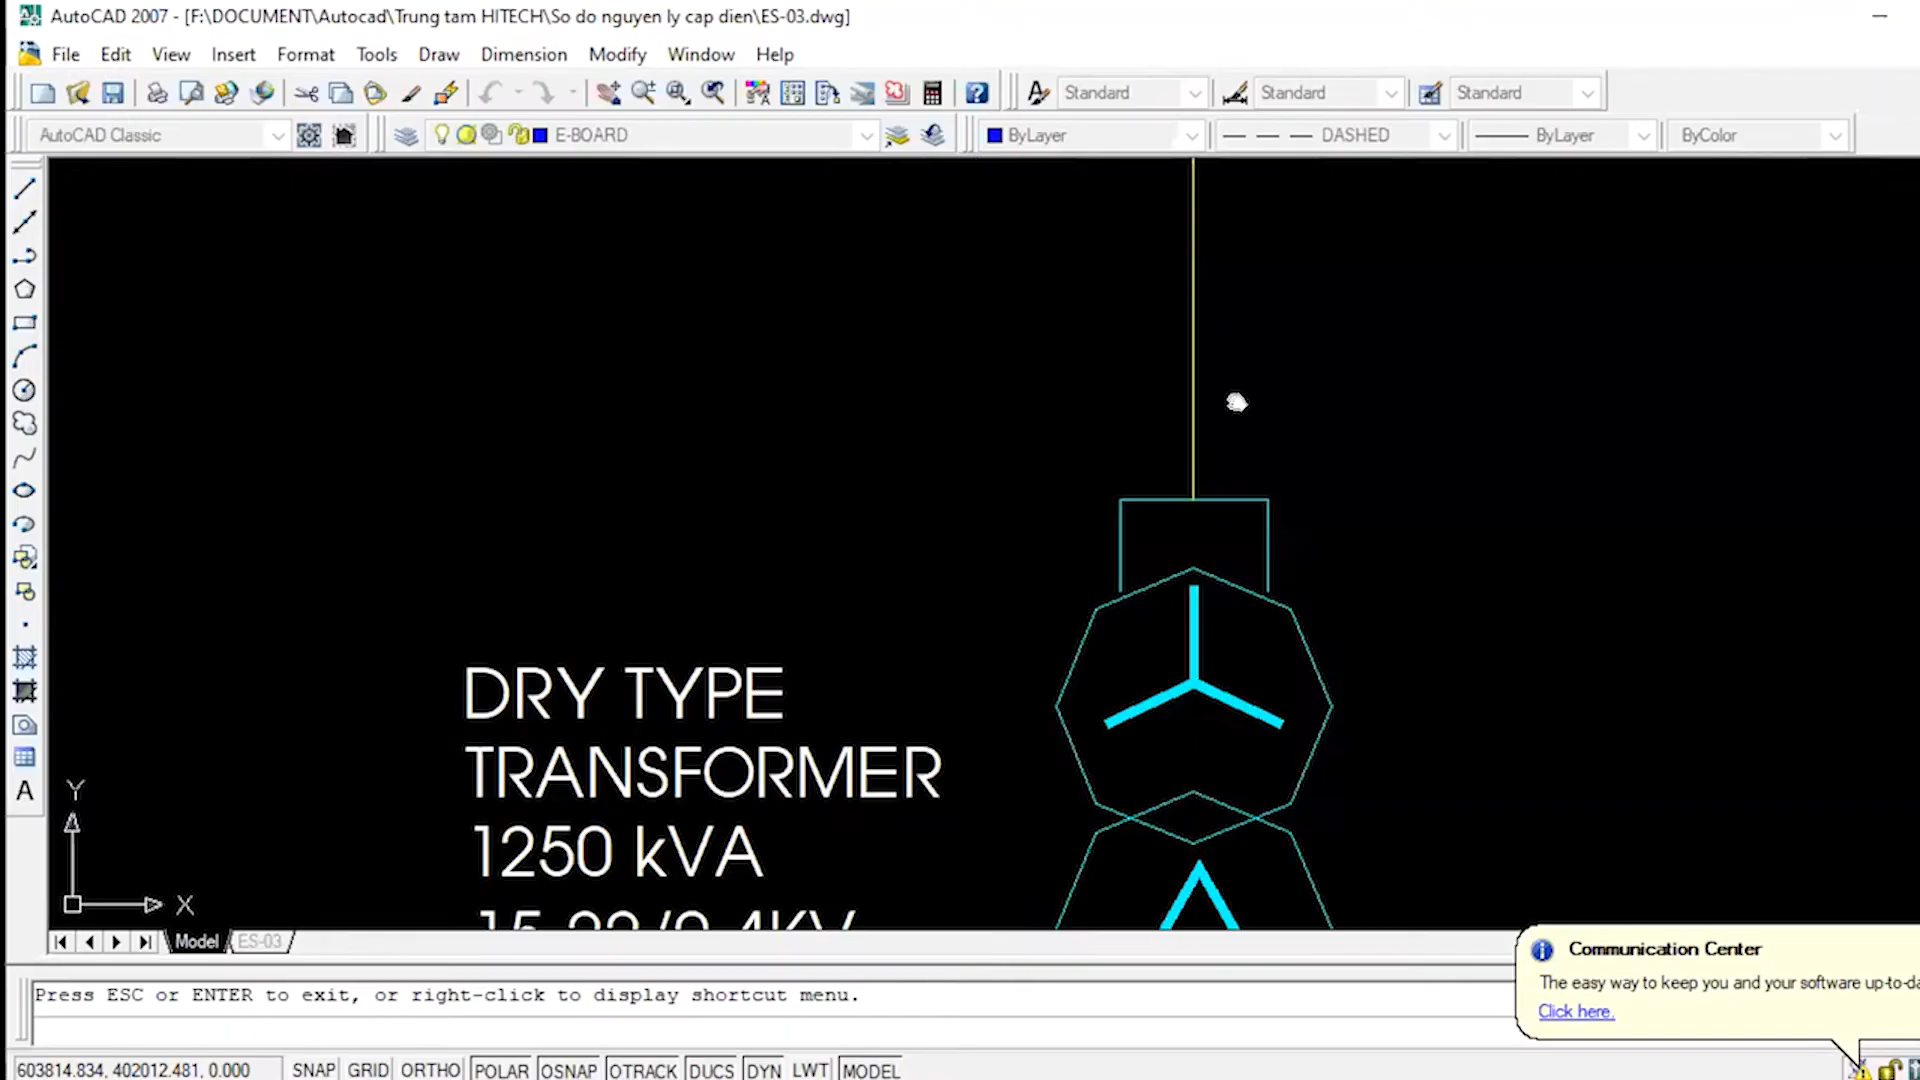 AutoCAD 2007 - [F:\DOCUMENT\Autocad\Trung tam HITECH\So do nguyen ly cap dien\ES-03.dwg]
File Edit View Insert Format Tools Draw Dimension Modify Window Help
Standard Standard Standard
AutoCAD Classic E-BOARD ByLayer DASHED ByLayer ByColor
DRY TYPE
TRANSFORMER
1250 kVA
A
Y
X
Model ES-03
Communication Center
The easy way to keep you and your software up-to-da
Click here.
Press ESC or ENTER to exit, or right-click to display shortcut menu.
603814.834, 402012.481, 0.000 SNAP GRID ORTHO POLAR OSNAP OTRACK DUCS DYN LWT MODEL